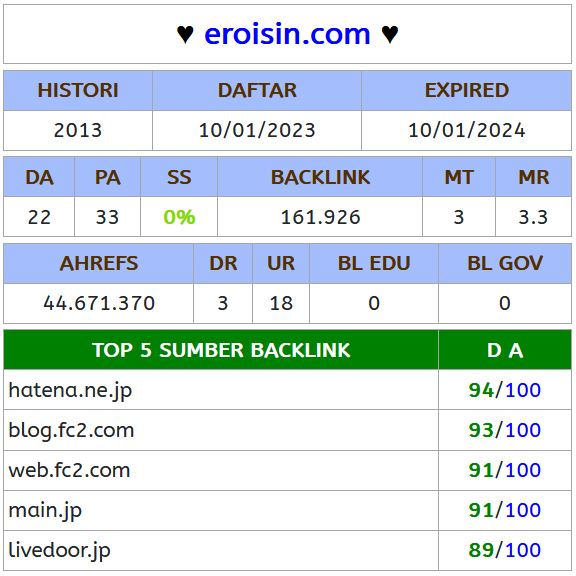 ♥ eroisin.com ♥
HISTORI DAFTAR EXPIRED
2013 10/01/2023 10/01/2024
DA PA SS BACKLINK MT MR
22 33 0% 161.926 3 3.3
AHREFS DR UR BL EDU BL GOV
44.671.370 3 18 0 0
TOP 5 SUMBER BACKLINK D A
hatena.ne.jp 94/100
blog.fc2.com 93/100
web.fc2.com 91/100
main.jp 91/100
livedoor.jp 89/100